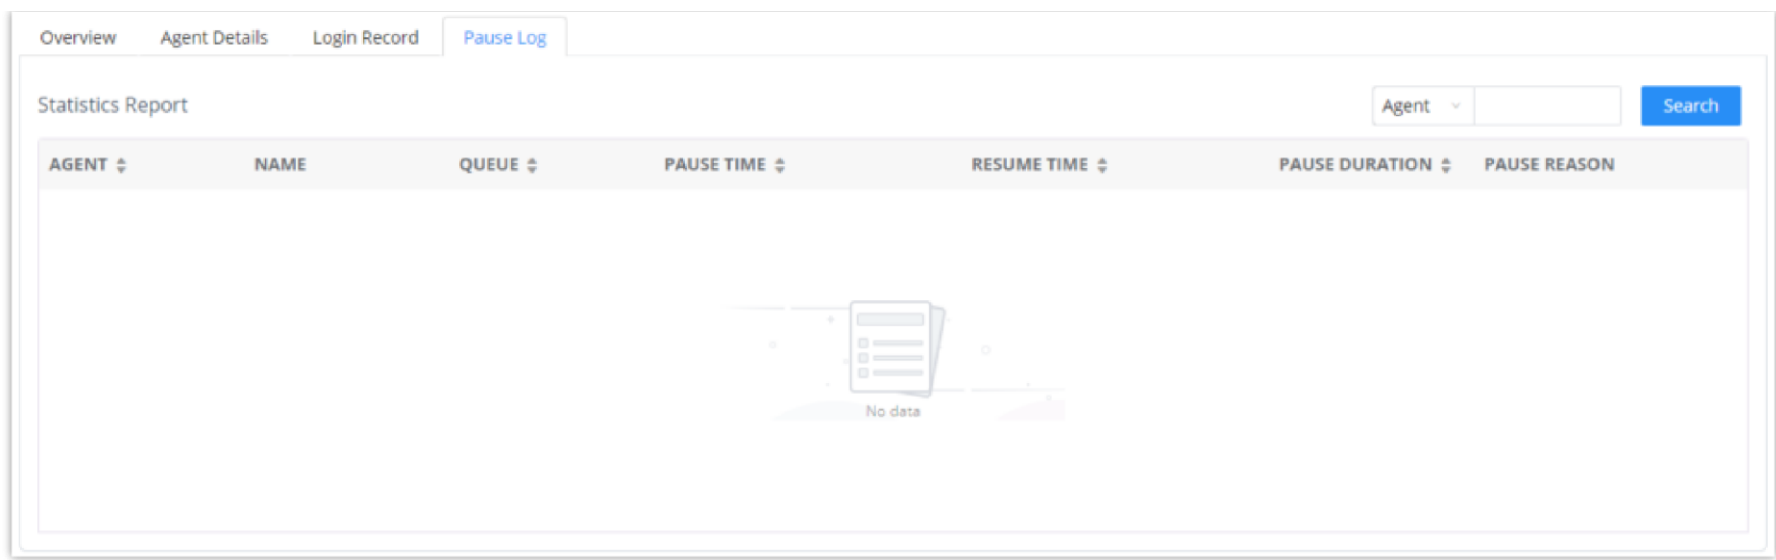 Overview Agent Details Login Record Pause Log
Statistics Report Agent Search
AGENT NAME QUEUE PAUSE TIME RESUME TIME PAUSE DURATION PAUSE REASON
No data